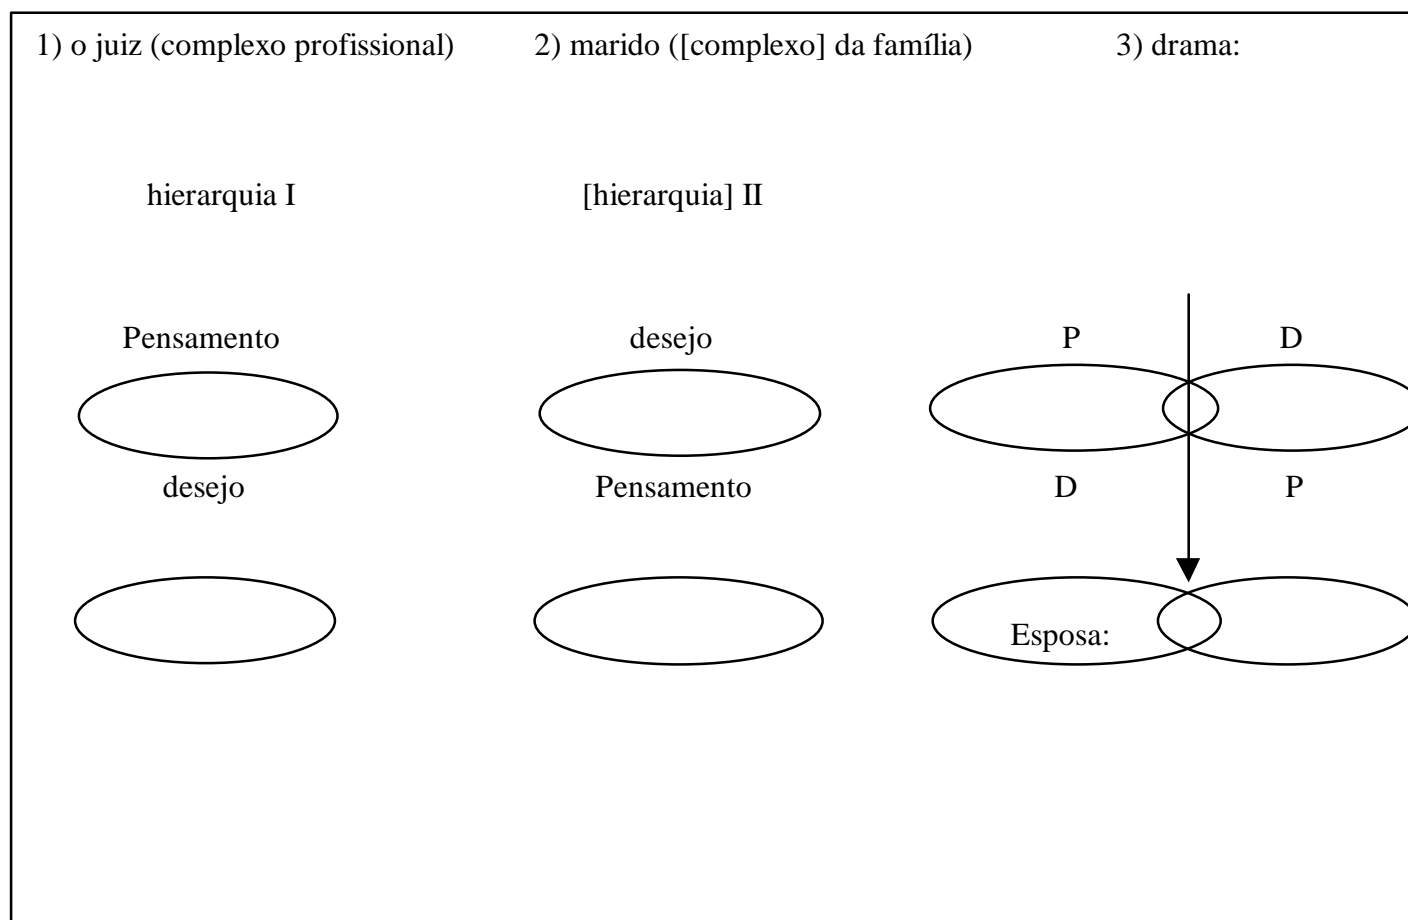 1) o juiz (complexo profissional) 2) marido ([complexo] da família) 3) drama:
hierarquia I [hierarquia] II
Pensamento desejo P D
desejo Pensamento D P
Esposa: